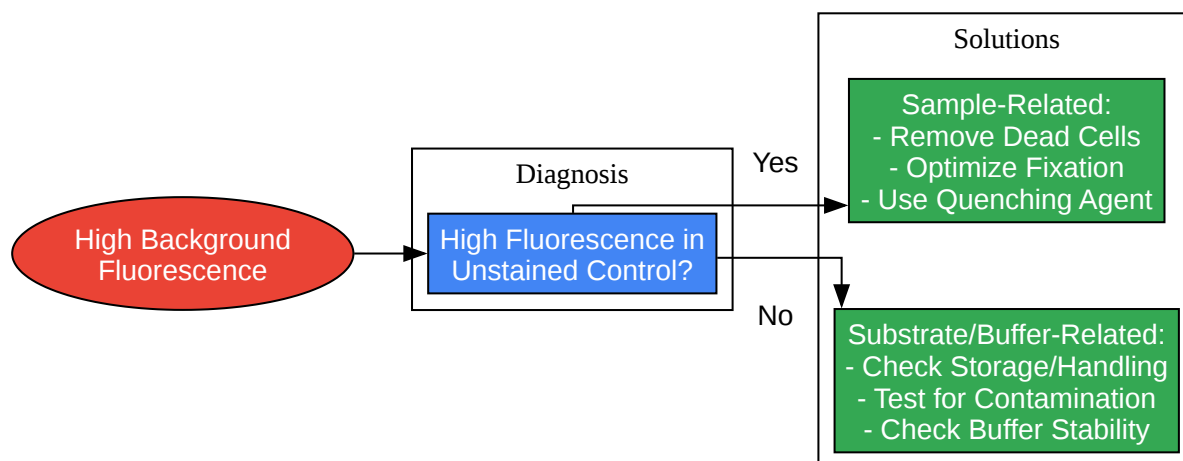 High Background
Fluorescence
Diagnosis
High Fluorescence in
Unstained Control?
Yes
No
Solutions
Sample-Related:
- Remove Dead Cells
- Optimize Fixation
- Use Quenching Agent
Substrate/Buffer-Related:
- Check Storage/Handling
- Test for Contamination
- Check Buffer Stability